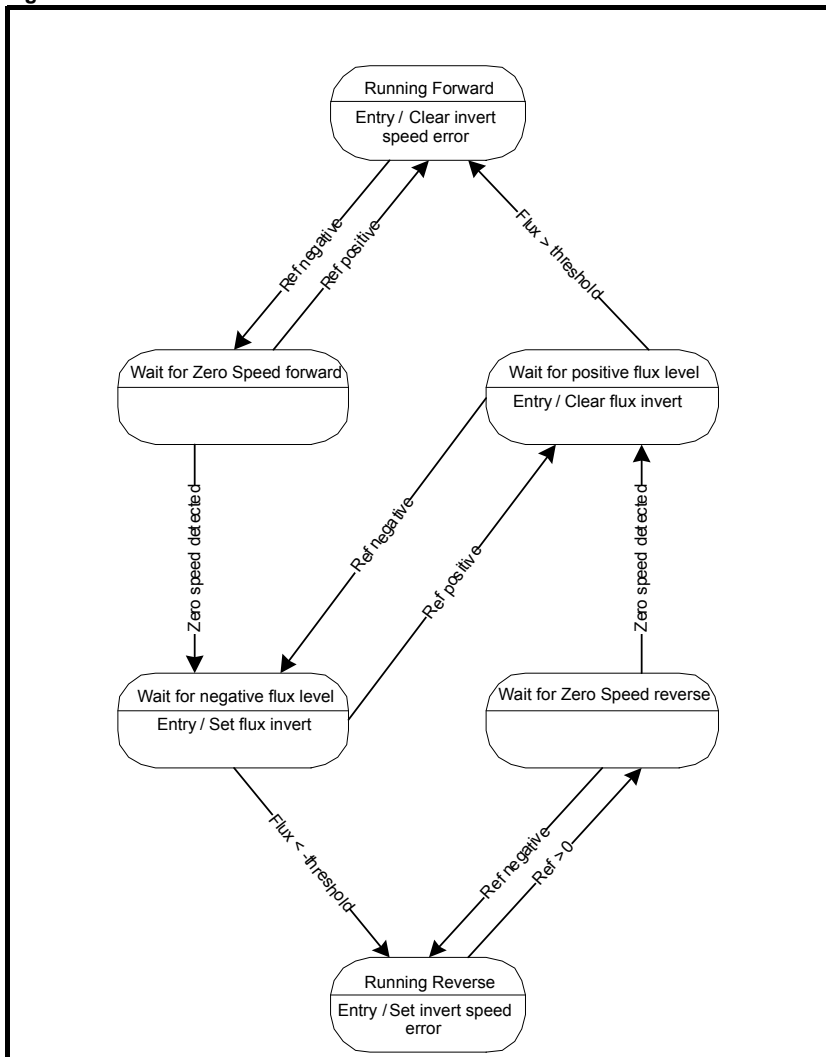 Running Forward
Entry / Clear invert
speed error
Ref negative
Ref positive
Flux > threshold
Wait for Zero Speed forward
Wait for positive flux level
Entry / Clear flux invert
Zero speed detected
Ref negative
Ref positive
Zero speed detected
Wait for negative flux level
Entry / Set flux invert
Wait for Zero Speed reverse
Flux < -threshold
Ref negative
Ref > 0
Running Reverse
Entry / Set invert speed
error